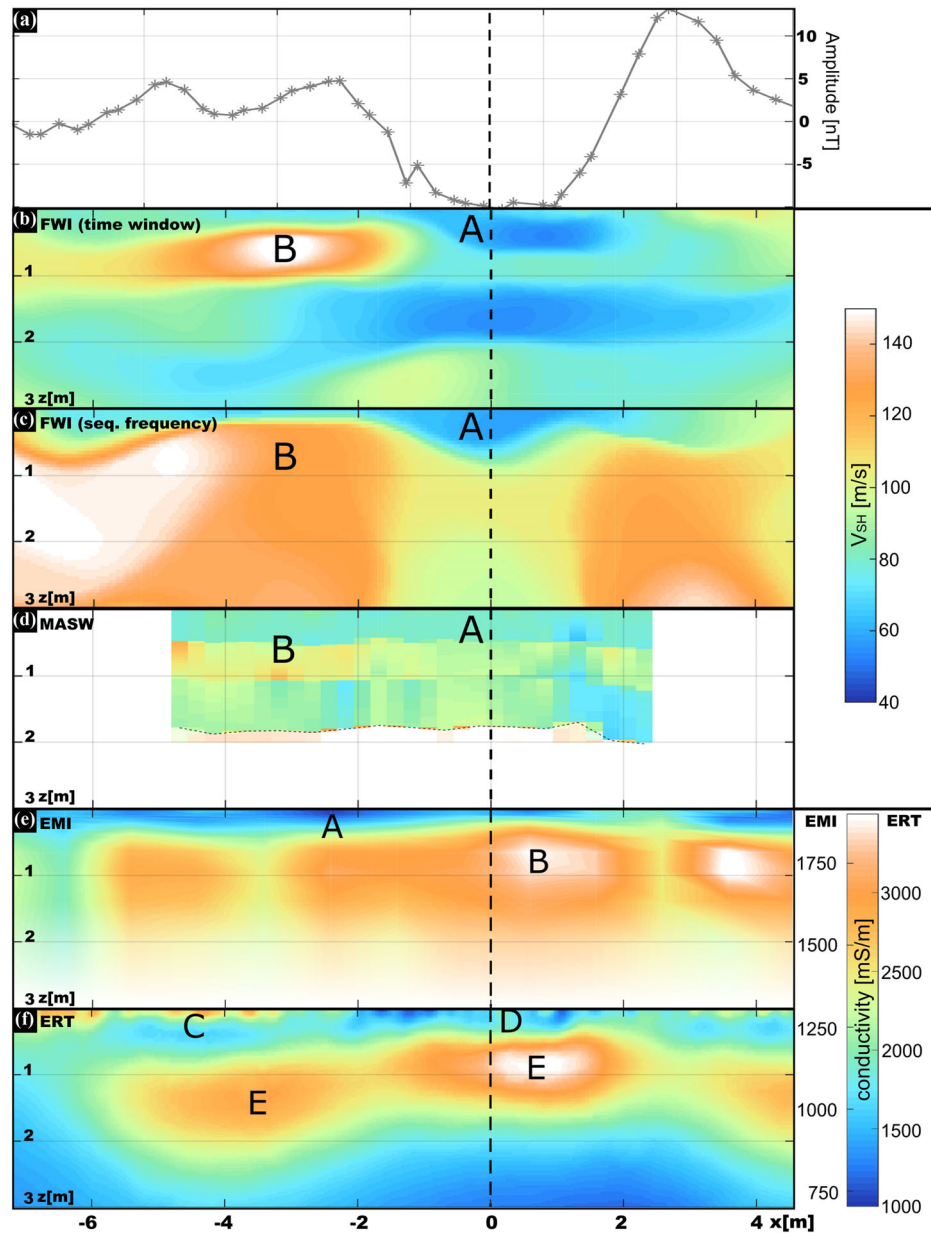 (a)
10
5
0
-5
Amplitude [nT]
(b) FWI (time window)
A
B
1
2
3 z[m]
(c) FWI (seq. frequency)
A
B
1
2
3 z[m]
140
120
100
80
60
40
V_SH [m/s]
(d) MASW
A
B
1
2
3 z[m]
(e) EMI
A
B
1
2
3 z[m]
EMI ERT
1750
1500
1250
1000
750
conductivity [mS/m]
3000
2500
2000
1500
1000
(f) ERT
C
D
E
E
1
2
3 z[m]
-6 -4 -2 0 2 4 x[m]